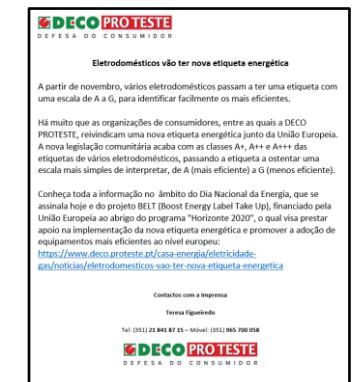 DECO PROTESTE
DEFESA DO CONSUMIDOR
Eletrodomésticos vão ter nova etiqueta energética
A partir de novembro, vários eletrodomésticos passam a ter uma etiqueta com
uma escala de A a G, para identificar facilmente os mais eficientes.
Há muito que as organizações de consumidores, entre as quais a DECO
PROTESTE, reivindicam uma nova etiqueta energética junto da União Europeia.
A nova legislação comunitária acaba com as classes A+, A++ e A+++ das
etiquetas de vários eletrodomésticos, passando a etiqueta a ostentar uma
escala mais simples de interpretar, de A (mais eficiente) a G (menos eficiente).
Conheça toda a informação no âmbito do Dia Nacional da Energia, que se
assinala hoje e do projeto BELT (Boost Energy Label Take Up), financiado pela
União Europeia ao abrigo do programa "Horizonte 2020", o qual visa prestar
apoio na implementação da nova etiqueta energética e promover a adoção de
equipamentos mais eficientes ao nível europeu:
https://www.deco.proteste.pt/casa-energia/eletricidade-
gas/noticias/eletrodomesticos-vao-ter-nova-etiqueta-energetica
Contactos com a Imprensa
Teresa Figueiredo
Tel: (351) 21 841 87 15 – Móvel: (351) 965 700 058
DECO PROTESTE
DEFESA DO CONSUMIDOR